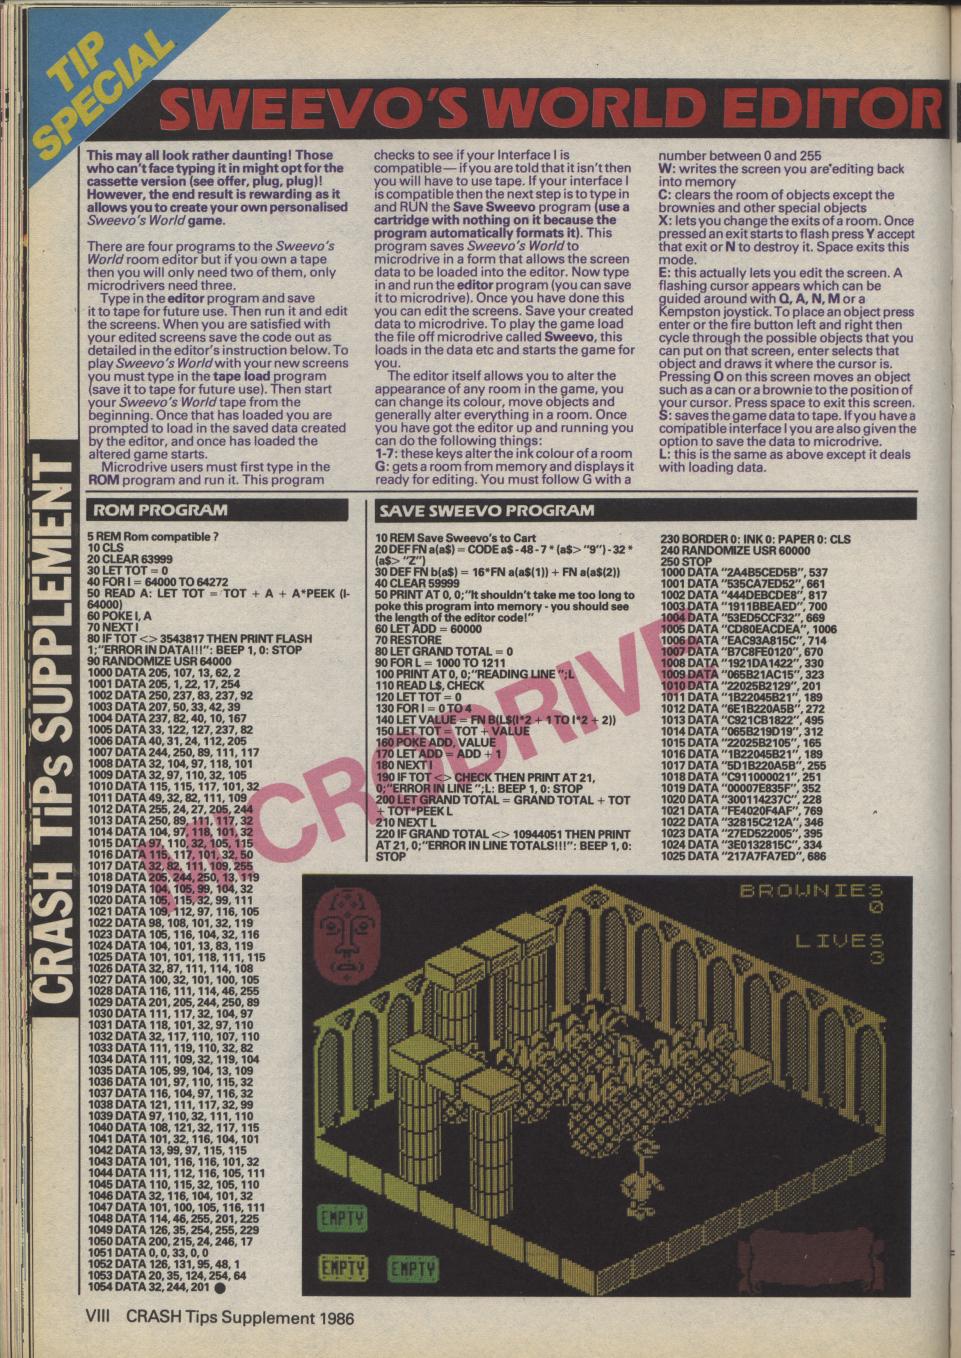 TIP
SPECIAL
SWEEVO'S WORLD EDITOR
This may all look rather daunting! Those
who can't face typing it in might opt for the
cassette version (see offer, plug, plug)!
However, the end result is rewarding as it
allows you to create your own personalised
Sweevo's World game.
There are four programs to the Sweevo's
World room editor but if you own a tape
then you will only need two of them, only
microdrivers need three.
Type in the editor program and save
it to tape for future use. Then run it and edit
the screens. When you are satisfied with
your edited screens save the code out as
detailed in the editor's instruction below. To
play Sweevo's World with your new screens
you must type in the tape load program
(save it to tape for future use). Then start
your Sweevo's World tape from the
beginning. Once that has loaded you are
prompted to load in the saved data created
by the editor, and once has loaded the
altered game starts.
Microdrive users must first type in the
ROM program and run it. This program
checks to see if your Interface I is
compatible — if you are told that it isn't then
you will have to use tape. If your interface I
is compatible then the next step is to type in
and RUN the Save Sweevo program (use a
cartridge with nothing on it because the
program automatically formats it). This
program saves Sweevo's World to
microdrive in a form that allows the screen
data to be loaded into the editor. Now type
in and run the editor program (you can save
it to microdrive). Once you have done this
you can edit the screens. Save your created
data to microdrive. To play the game load
the file off microdrive called Sweevo, this
loads in the data etc and starts the game for
you.
The editor itself allows you to alter the
appearance of any room in the game, you
can change its colour, move objects and
generally alter everything in a room. Once
you have got the editor up and running you
can do the following things:
1-7: these keys alter the ink colour of a room
G: gets a room from memory and displays it
ready for editing. You must follow G with a
number between 0 and 255
W: writes the screen you are editing back
into memory
C: clears the room of objects except the
brownies and other special objects
X: lets you change the exits of a room. Once
pressed an exit starts to flash press Y accept
that exit or N to destroy it. Space exits this
mode.
E: this actually lets you edit the screen. A
flashing cursor appears which can be
guided around with Q, A, N, M or a
Kempston joystick. To place an object press
enter or the fire button left and right then
cycle through the possible objects that you
can put on that screen, enter selects that
object and draws it where the cursor is.
Pressing O on this screen moves an object
such as a can or a brownie to the position of
your cursor. Press space to exit this screen.
S: saves the game data to tape. If you have a
compatible interface I you are also given the
option to save the data to microdrive.
L: this is the same as above except it deals
with loading data.
CRASH TIPs SUPPLEMENT
ROM PROGRAM
5 REM Rom compatible ?
10 CLS
20 CLEAR 63999
30 LET TOT = 0
40 FOR I = 64000 TO 64272
50 READ A: LET TOT = TOT + A + A*PEEK (I-
64000)
60 POKE I, A
70 NEXT I
80 IF TOT <> 3543817 THEN PRINT FLASH
1;"ERROR IN DATA!!!": BEEP 1, 0: STOP
90 RANDOMIZE USR 64000
1000 DATA 205, 107, 13, 62, 2
1001 DATA 205, 1, 22, 17, 254
1002 DATA 250, 237, 83, 237, 92
1003 DATA 207, 50, 33, 42, 39
1004 DATA 237, 82, 40, 10, 167
1005 DATA 33, 122, 127, 237, 82
1006 DATA 40, 31, 24, 112, 205
1007 DATA 244, 250, 89, 111, 117
1008 DATA 32, 104, 97, 118, 101
1009 DATA 32, 97, 110, 32, 105
1010 DATA 115, 115, 117, 101, 32
1011 DATA 49, 32, 82, 111, 109
1012 DATA 255, 24, 27, 205, 244
1013 DATA 250, 89, 111, 117, 32
1014 DATA 104, 97, 118, 101, 32
1015 DATA 97, 110, 32, 105, 115
1016 DATA 115, 117, 101, 32, 50
1017 DATA 32, 82, 111, 109, 255
1018 DATA 205, 244, 250, 13, 119
1019 DATA 104, 105, 99, 104, 32
1020 DATA 105, 115, 32, 99, 111
1021 DATA 109, 112, 97, 116, 105
1022 DATA 98, 108, 101, 32, 119
1023 DATA 105, 116, 104, 32, 116
1024 DATA 104, 101, 13, 83, 119
1025 DATA 101, 101, 118, 111, 115
1026 DATA 32, 87, 111, 114, 108
1027 DATA 100, 32, 101, 100, 105
1028 DATA 116, 111, 114, 46, 255
1029 DATA 201, 205, 244, 250, 89
1030 DATA 111, 117, 32, 104, 97
1031 DATA 118, 101, 32, 97, 110
1032 DATA 32, 117, 110, 107, 110
1033 DATA 111, 119, 110, 32, 82
1034 DATA 111, 109, 32, 119, 104
1035 DATA 105, 99, 104, 13, 109
1036 DATA 101, 97, 110, 115, 32
1037 DATA 116, 104, 97, 116, 32
1038 DATA 121, 111, 117, 32, 99
1039 DATA 97, 110, 32, 111, 110
1040 DATA 108, 121, 32, 117, 115
1041 DATA 101, 32, 116, 104, 101
1042 DATA 13, 99, 97, 115, 115
1043 DATA 101, 116, 116, 101, 32
1044 DATA 111, 112, 116, 105, 111
1045 DATA 110, 115, 32, 105, 110
1046 DATA 32, 116, 104, 101, 32
1047 DATA 101, 100, 105, 116, 111
1048 DATA 114, 46, 255, 201, 225
1049 DATA 126, 35, 254, 255, 229
1050 DATA 200, 215, 24, 246, 17
1051 DATA 0, 0, 33, 0, 0
1052 DATA 126, 131, 95, 48, 1
1053 DATA 20, 35, 124, 254, 64
1054 DATA 32, 244, 201
SAVE SWEEVO PROGRAM
10 REM Save Sweevo's to Cart
20 DEF FN a(a$) = CODE a$ - 48 - 7 * (a$> "9") - 32 *
(a$> "Z")
30 DEF FN b(a$) = 16*FN a(a$(1)) + FN a(a$(2))
40 CLEAR 59999
50 PRINT AT 0, 0;"It shouldn't take me too long to
poke this program into memory - you should see
the length of the editor code!"
60 LET ADD = 60000
70 RESTORE
80 LET GRAND TOTAL = 0
90 FOR L = 1000 TO 1211
100 PRINT AT 0, 0;"READING LINE ";L
110 READ L$, CHECK
120 LET TOT = 0
130 FOR I = 0 TO 4
140 LET VALUE = FN B(L$(I*2 + 1 TO I*2 + 2))
150 LET TOT = TOT + VALUE
160 POKE ADD, VALUE
170 LET ADD = ADD + 1
180 NEXT I
190 IF TOT <> CHECK THEN PRINT AT 21,
0;"ERROR IN LINE ";L: BEEP 1, 0: STOP
200 LET GRAND TOTAL = GRAND TOTAL + TOT
+ TOT*PEEK L
210 NEXT L
220 IF GRAND TOTAL <> 10944051 THEN PRINT
AT 21, 0;"ERROR IN LINE TOTALS!!!": BEEP 1, 0:
STOP
230 BORDER 0: INK 0: PAPER 0: CLS
240 RANDOMIZE USR 60000
250 STOP
1000 DATA "2A4B5CED5B", 537
1001 DATA "535CA7ED52", 661
1002 DATA "444DEBCDE8", 817
1003 DATA "1911BBEAED", 700
1004 DATA "53ED5CCF32", 669
1005 DATA "CD80EACDEA", 1006
1006 DATA "EAC93A815C", 714
1007 DATA "B7C8FE0120", 670
1008 DATA "1921DA1422", 330
1009 DATA "065B21AC15", 323
1010 DATA "22025B2129", 201
1011 DATA "1B22045B21", 189
1012 DATA "6E1B220A5B", 272
1013 DATA "C921CB1822", 495
1014 DATA "065B219D19", 312
1015 DATA "22025B2105", 165
1016 DATA "1B22045B21", 189
1017 DATA "5D1B220A5B", 255
1018 DATA "C911000021", 251
1019 DATA "00007E835F", 352
1020 DATA "300114237C", 228
1021 DATA "FE4020F4AF", 769
1022 DATA "32815C212A", 346
1023 DATA "27ED522005", 395
1024 DATA "3E0132815C", 334
1025 DATA "217A7FA7ED", 686
MICRODRIVE
BROWNIES
0
LIVES
3
EMPTY
EMPTY
EMPTY
VIII CRASH Tips Supplement 1986